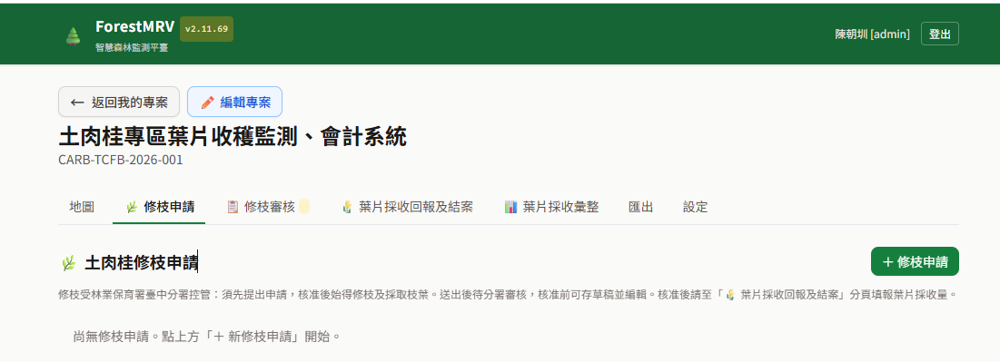 ForestMRV v2.11.69
智慧森林監測平臺
陳朝圳 [admin] 登出
← 返回我的專案 編輯專案
土肉桂專區葉片收穫監測、會計系統
CARB-TCFB-2026-001
地圖 修枝申請 修枝審核 葉片採收回報及結案 葉片採收彙整 匯出 設定
土肉桂修枝申請 ＋ 修枝申請
修枝受林業保育署臺中分署控管：須先提出申請，核准後始得修枝及採取枝葉。送出後待分署審核，核准前可存草稿並編輯。核准後請至「🌾 葉片採收回報及結案」分頁填報葉片採收量。
尚無修枝申請。點上方「＋ 新修枝申請」開始。